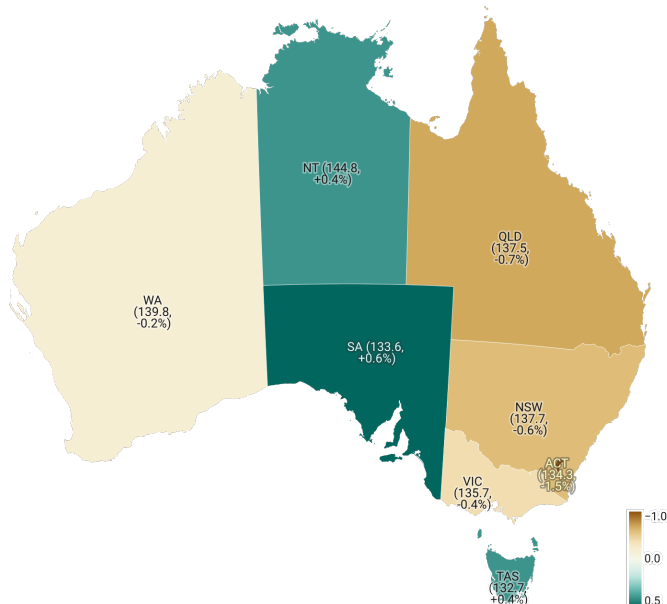 NT (144.8,
+0.4%)
QLD
(137.5,
-0.7%)
WA
(139.8,
-0.2%)
SA (133.6,
+0.6%)
NSW
(137.7,
-0.6%)
ACT
(134.3,
-1.5%)
VIC
(135.7,
-0.4%)
TAS
(132.7,
+0.4%)
−1.0
0.0
0.5